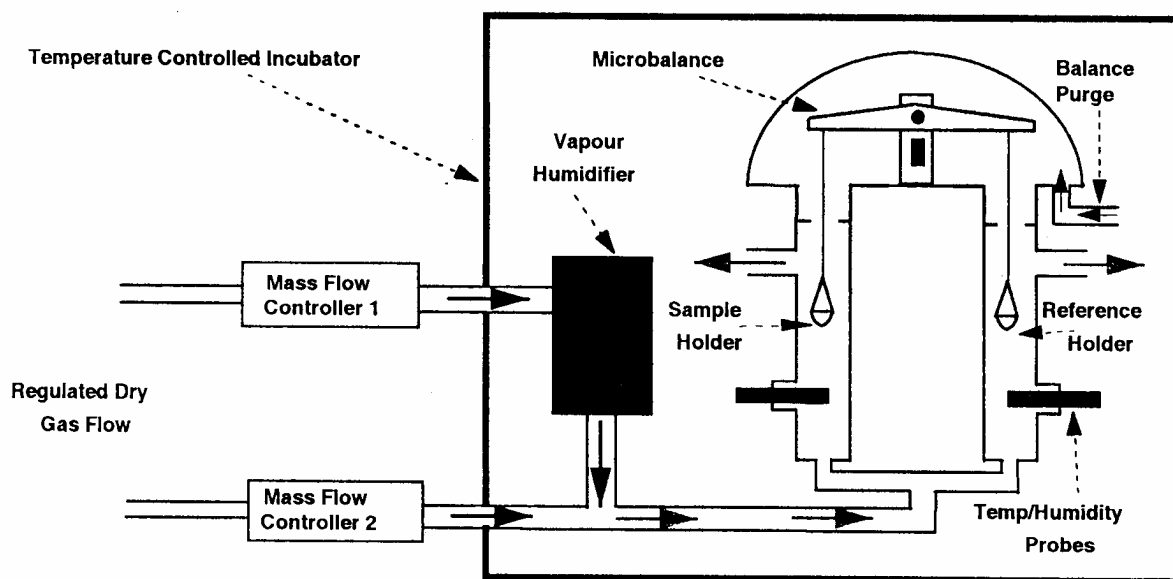 Temperature Controlled Incubator
Microbalance
Balance
Purge
Vapour
Humidifier
Mass Flow
Controller 1
Sample
Holder
Reference
Holder
Regulated Dry
Gas Flow
Mass Flow
Controller 2
Temp/Humidity
Probes